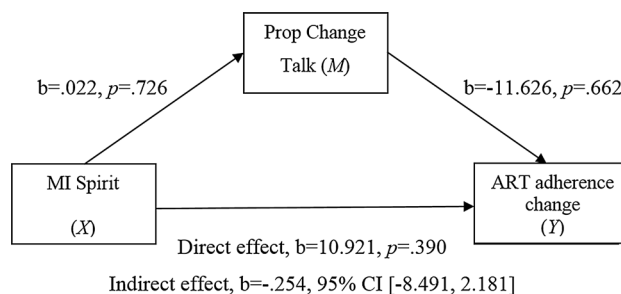 Prop Change
Talk (M)
b=.022, p=.726
b=-11.626, p=.662
MI Spirit
(X)
ART adherence
change
(Y)
Direct effect, b=10.921, p=.390
Indirect effect, b=-.254, 95% CI [-8.491, 2.181]